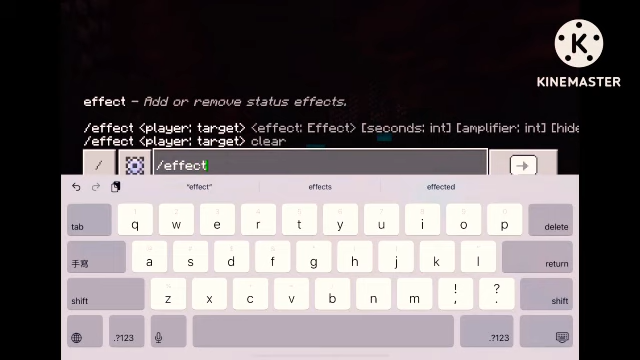 K
KINEMASTER
effect – Add or remove status effects.
/effect <player: target> <effect: Effect> [seconds: int] [amplifier: int] [hide
/effect <player: target> clear
/ /effect
"effect" effects effected
tab q w e r t y u i o p delete
手寫 a s d f g h j k l return
shift z x c v b n m ! , ? . shift
.?123 .?123